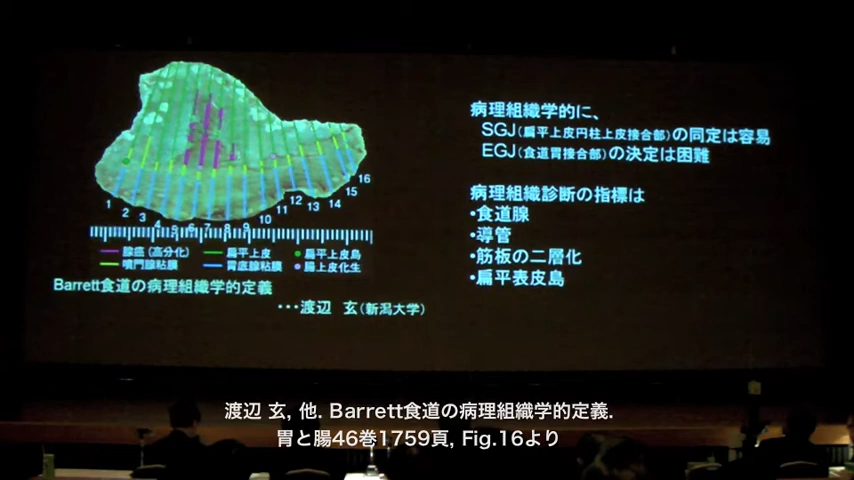 病理組織学的に、
SGJ(扁平上皮円柱上皮接合部)の同定は容易
EGJ(食道胃接合部)の決定は困難
病理組織診断の指標は
・食道腺
・導管
・筋板の二層化
・扁平表皮島
1 2 3 4 5 6 7 8 9 10 11 12 13 14 15 16
腺癌(高分化) 扁平上皮 扁平上皮島
噴門腺粘膜 胃底腺粘膜 腸上皮化生
Barrett食道の病理組織学的定義
…渡辺 玄(新潟大学)
渡辺 玄, 他. Barrett食道の病理組織学的定義.
胃と腸46巻1759頁, Fig.16より